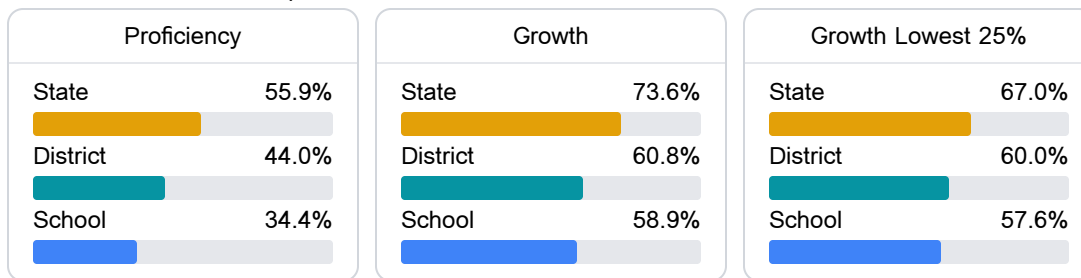 Proficiency
State 55.9%
District 44.0%
School 34.4%
Growth
State 73.6%
District 60.8%
School 58.9%
Growth Lowest 25%
State 67.0%
District 60.0%
School 57.6%